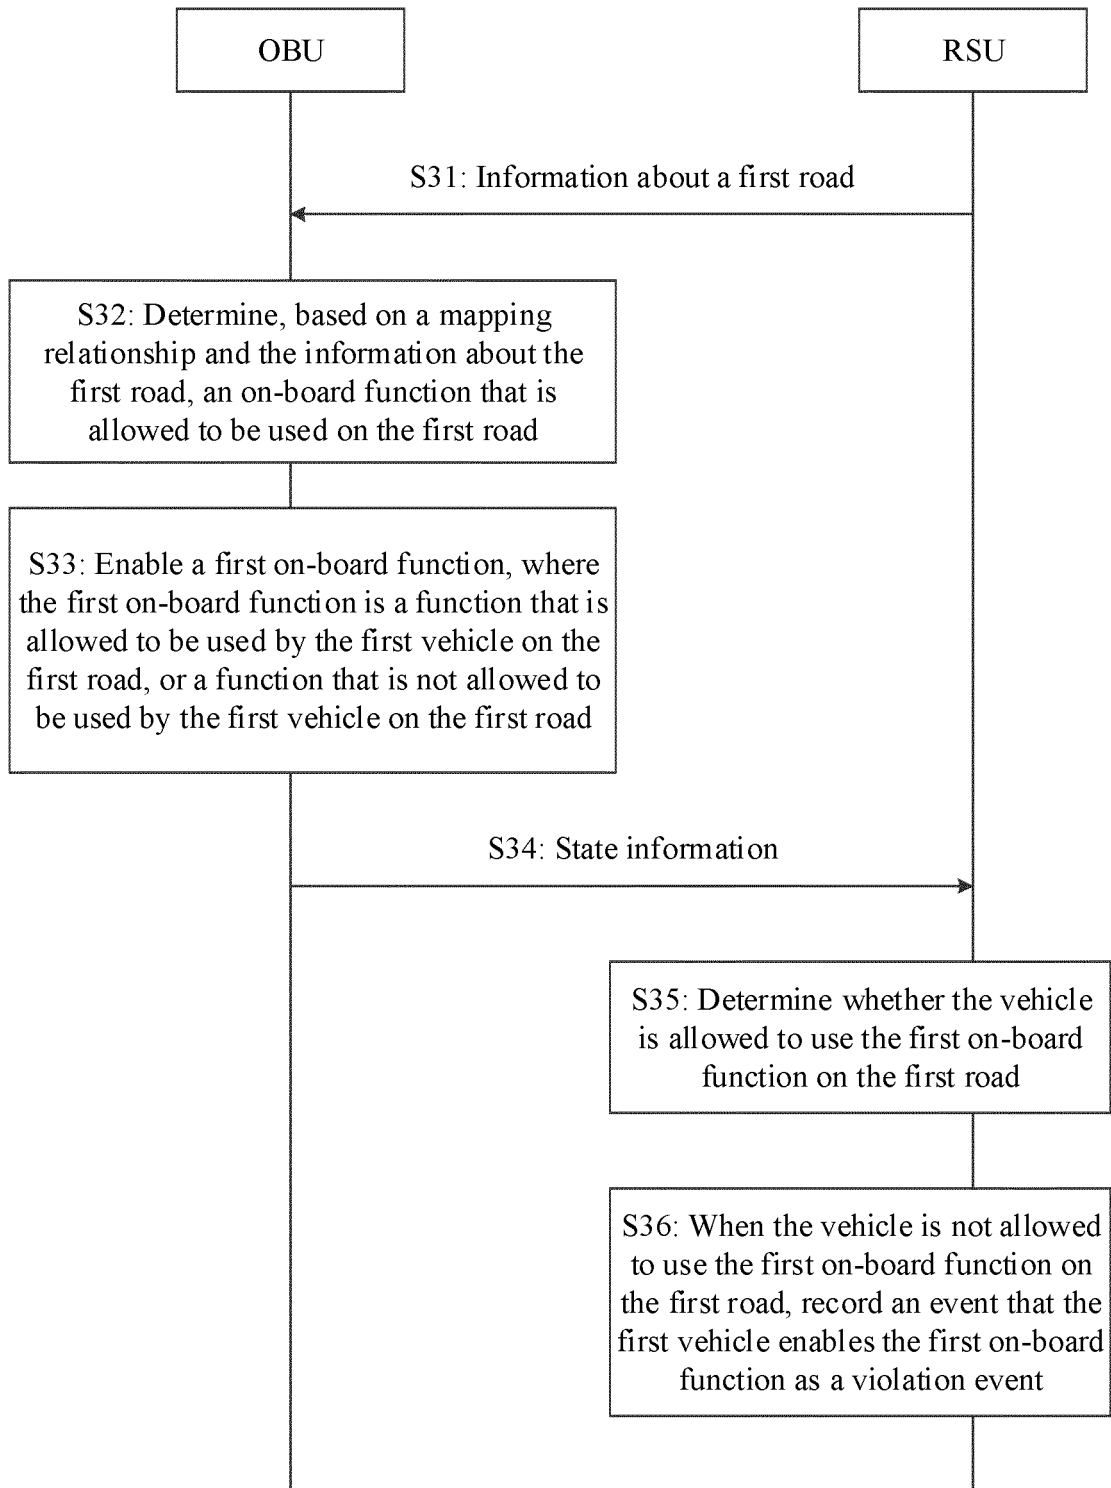 OBU
RSU
S31: Information about a first road
S32: Determine, based on a mapping
relationship and the information about the
first road, an on-board function that is
allowed to be used on the first road
S33: Enable a first on-board function, where
the first on-board function is a function that is
allowed to be used by the first vehicle on the
first road, or a function that is not allowed to
be used by the first vehicle on the first road
S34: State information
S35: Determine whether the vehicle
is allowed to use the first on-board
function on the first road
S36: When the vehicle is not allowed
to use the first on-board function on
the first road, record an event that the
first vehicle enables the first on-board
function as a violation event